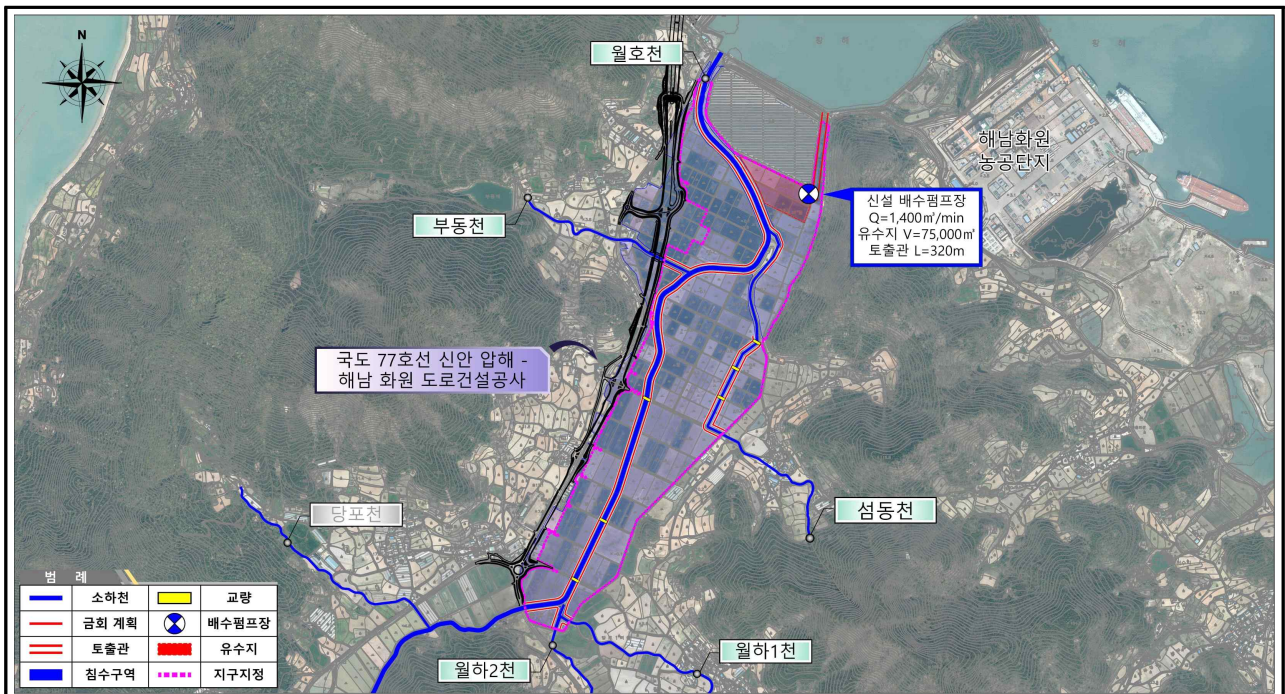 N
월호천
해남화원
농공단지
신설 배수펌프장
Q=1,400㎥/min
유수지 V=75,000㎥
토출관 L=320m
부동천
국도 77호선 신안 압해 -
해남 화원 도로건설공사
당포천
섬동천
범 례
소하천
교량
금회 계획
배수펌프장
토출관
유수지
침수구역
지구지정
월하2천
월하1천